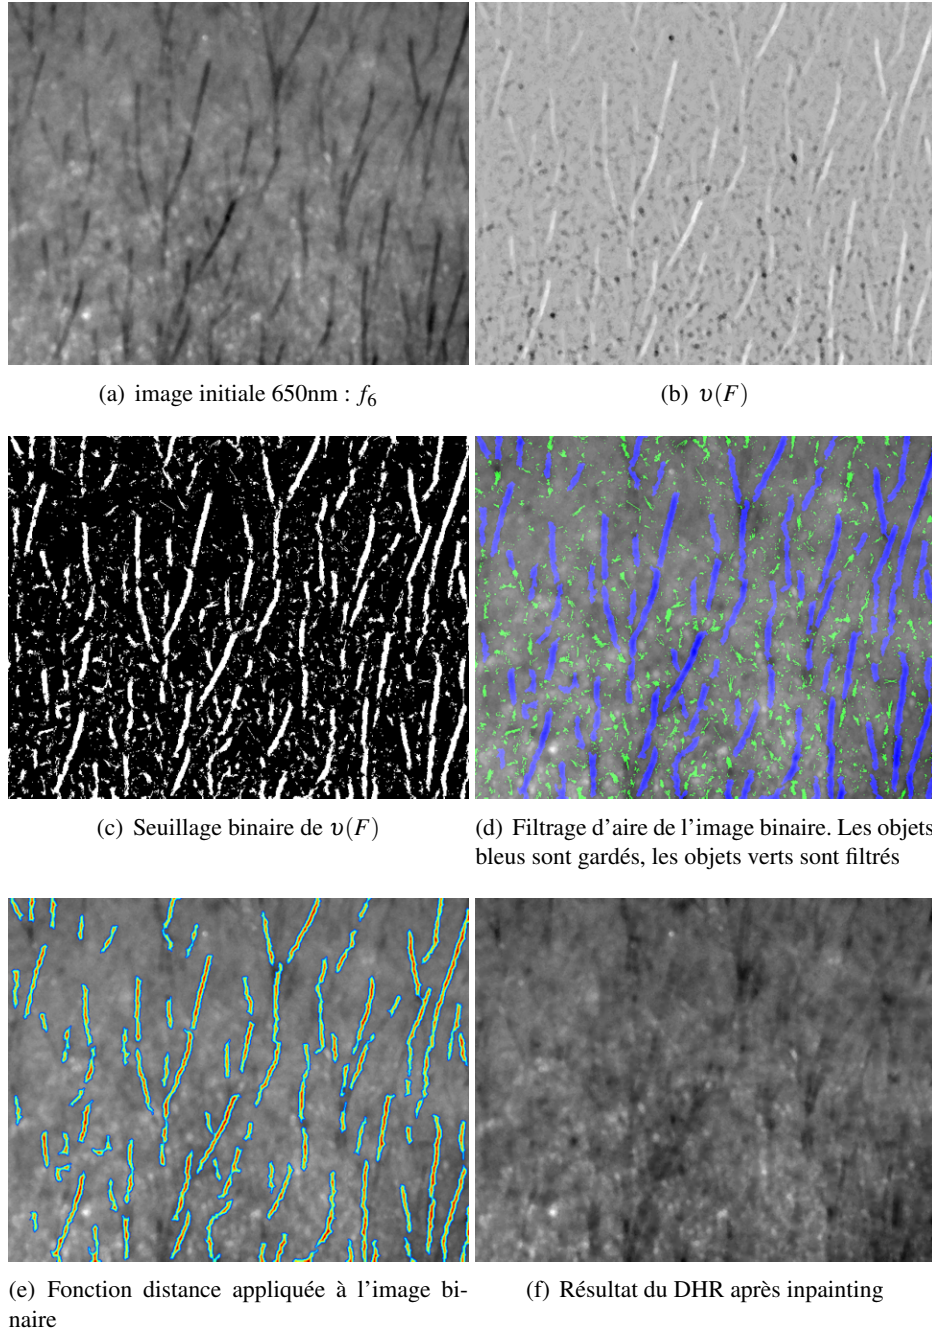 (a) image initiale 650nm : f₆
(b) υ(F)
(c) Seuillage binaire de υ(F)
(d) Filtrage d'aire de l'image binaire. Les objets
bleus sont gardés, les objets verts sont filtrés
(e) Fonction distance appliquée à l'image bi-
naire
(f) Résultat du DHR après inpainting